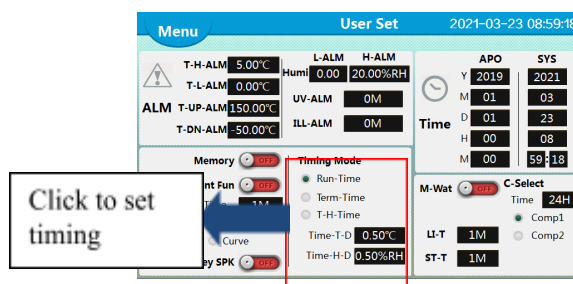 Menu User Set 2021-03-23 08:59:18
L-ALM H-ALM
T-H-ALM 5.00℃ Humi 0.00 20.00%RH
T-L-ALM 0.00℃
UV-ALM 0M
ALM T-UP-ALM 150.00℃
ILL-ALM 0M
T-DN-ALM -50.00℃
APO SYS
Y 2019 2021
M 01 03
Time D 01 23
H 00 08
M 00 59:18
Memory OFF
nt Fun OFF
1M
Curve
ey SPK OFF
Timing Mode
Run-Time
Term-Time
T-H-Time
Time-T-D 0.50℃
Time-H-D 0.50%RH
M-Wat OFF C-Select
Time 24H
Comp1
LI-T 1M Comp2
ST-T 1M
Click to set
timing